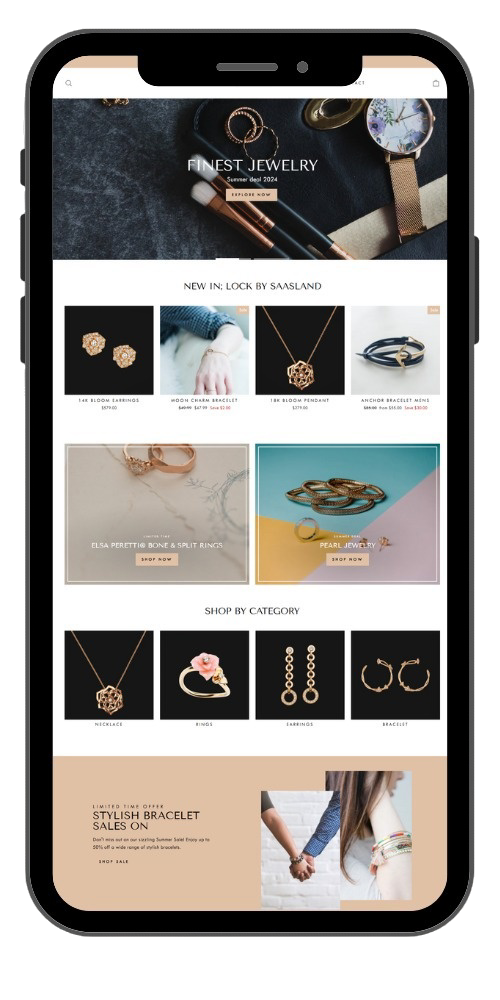 ACT
FINEST JEWELRY
Summer deal 2024
EXPLORE NOW
NEW IN; LOCK BY SAASLAND
Sale
Sale
14K BLOOM EARRINGS
$579.00
MOON CHARM BRACELET
$49.99 $47.99 Save $2.00
18K BLOOM PENDANT
$279.00
ANCHOR BRACELET MENS
$85.00 from $55.00 Save $30.00
LIMITED TIME
ELSA PERETTI® BONE & SPLIT RINGS
SHOP NOW
SUMMER DEAL
PEARL JEWELRY
SHOP NOW
SHOP BY CATEGORY
NECKLACE
RINGS
EARRINGS
BRACELET
LIMITED TIME OFFER
STYLISH BRACELET
SALES ON
Don't miss out on our sizzling Summer Sale! Enjoy up to
50% off a wide range of stylish bracelets.
SHOP SALE